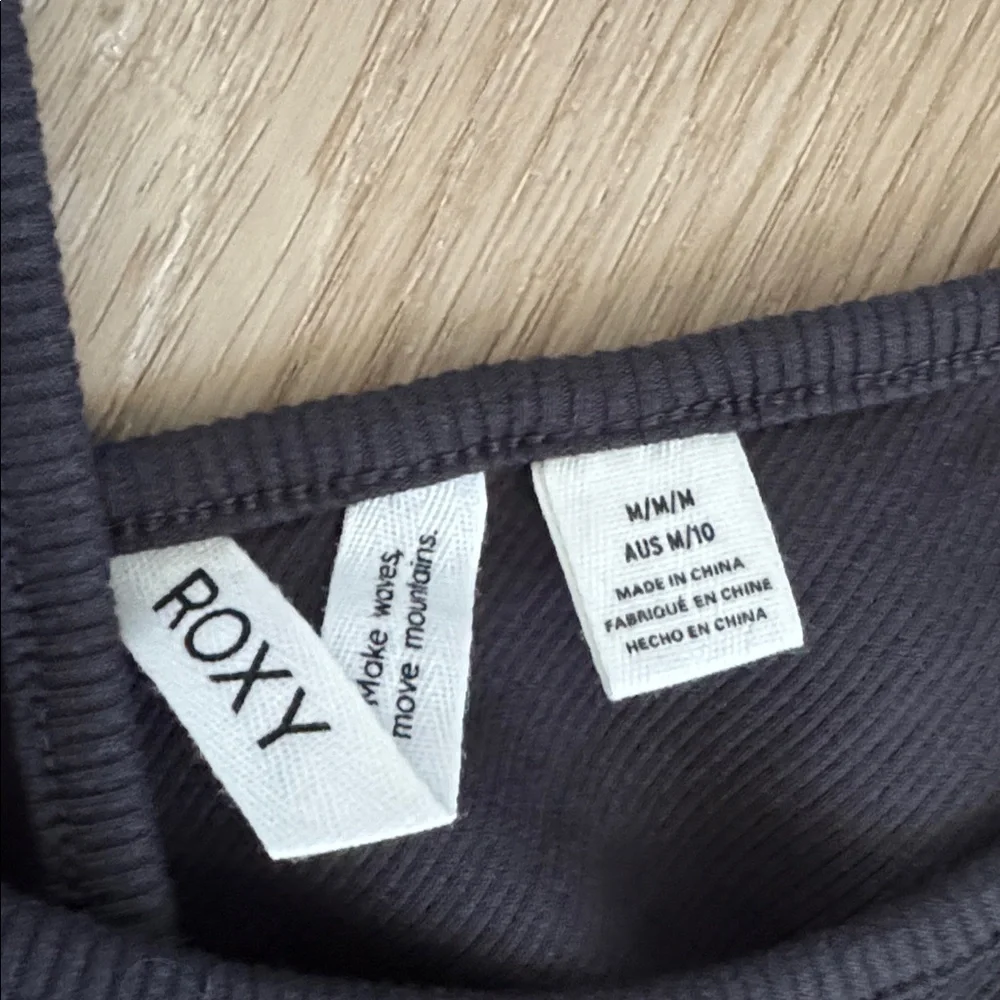 ROXY
Make waves,
move mountains.
M/M/M
AUS M/10
MADE IN CHINA
FABRIQUÉ EN CHINE
HECHO EN CHINA